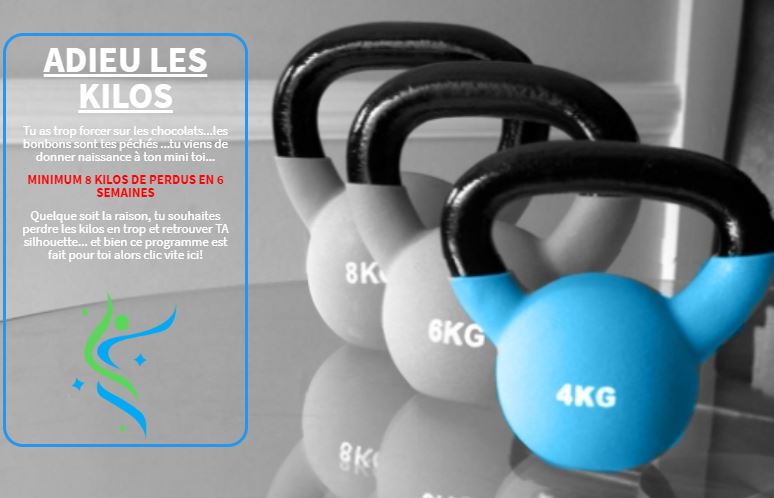 ADIEU LES
KILOS
Tu as trop forcer sur les chocolats...les
bonbons sont tes péchés ...tu viens de
donner naissance à ton mini toi...
MINIMUM 8 KILOS DE PERDUS EN 6
SEMAINES
Quelque soit la raison, tu souhaites
perdre les kilos en trop et retrouver TA
silhouette... et bien ce programme est
fait pour toi alors clic vite ici!
8KG
6KG
4KG